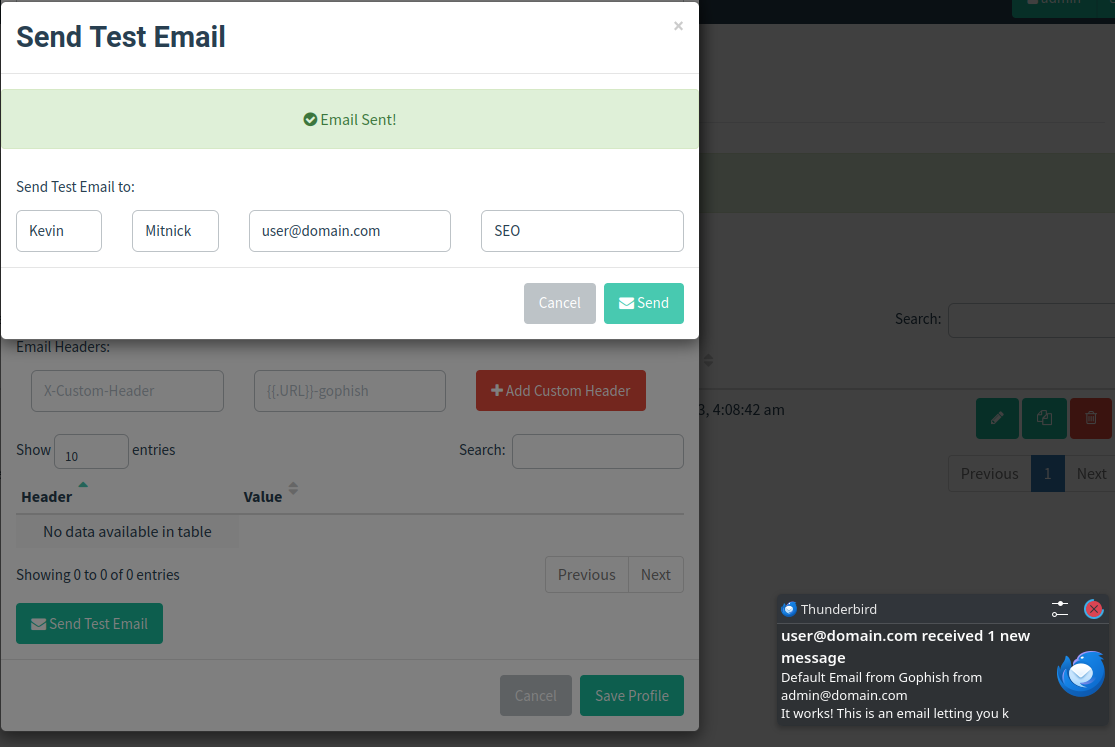 Send Test Email
×
Email Sent!
Send Test Email to:
Kevin Mitnick user@domain.com SEO
Cancel Send
Email Headers:
X-Custom-Header {{.URL}}-gophish Add Custom Header
Show 10 entries Search:
Header Value
No data available in table
Showing 0 to 0 of 0 entries Previous Next
Send Test Email
Cancel Save Profile
admin
Search:
3, 4:08:42 am
Previous 1 Next
Thunderbird
user@domain.com received 1 new
message
Default Email from Gophish from
admin@domain.com
It works! This is an email letting you k